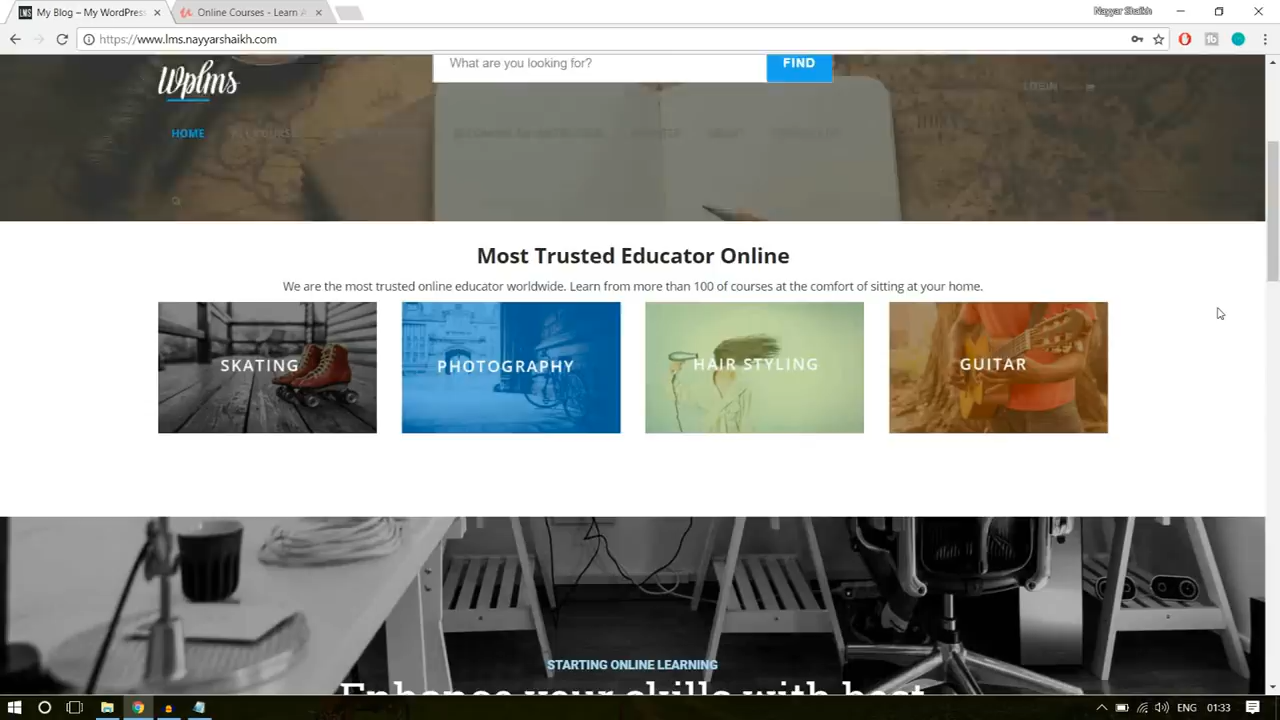 My Blog – My WordPress
Online Courses - Learn A
Nayyar Shaikh
https://www.lms.nayyarshaikh.com
Wplms
What are you looking for?
FIND
LOGIN
HOME
Most Trusted Educator Online
We are the most trusted online educator worldwide. Learn from more than 100 of courses at the comfort of sitting at your home.
SKATING
PHOTOGRAPHY
HAIR STYLING
GUITAR
STARTING ONLINE LEARNING
Enhance your skills with best
ENG
01:33